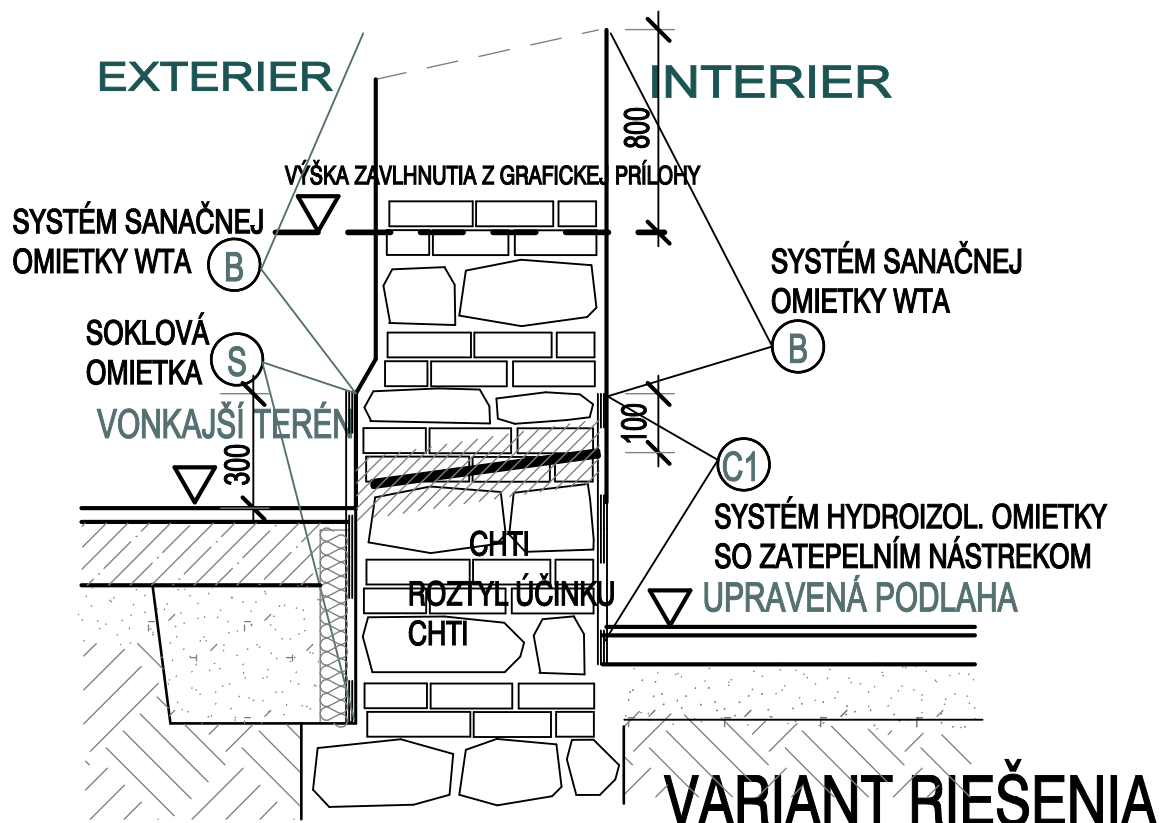 EXTERIER
INTERIER
800
VÝŠKA ZAVLHNUTIA Z GRAFICKEJ PRÍLOHY
SYSTÉM SANAČNEJ
OMIETKY WTA
B
SYSTÉM SANAČNEJ
OMIETKY WTA
B
SOKLOVÁ
OMIETKA
S
VONKAJŠÍ TERÉN
300
100
C1
SYSTÉM HYDROIZOL. OMIETKY
SO ZATEPELNÍM NÁSTREKOM
CHTI
ROZTYL ÚČINKU
CHTI
UPRAVENÁ PODLAHA
VARIANT RIEŠENIA